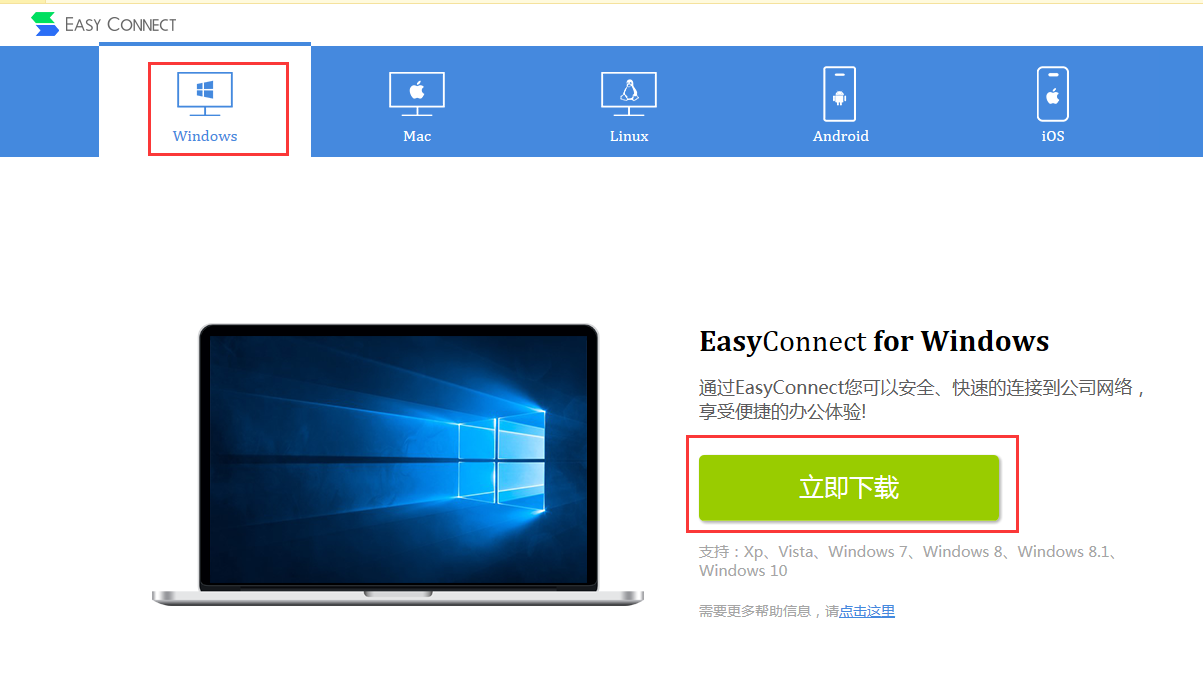 EASY CONNECT
Windows
Mac
Linux
Android
iOS
EasyConnect for Windows
通过EasyConnect您可以安全、快速的连接到公司网络，
享受便捷的办公体验!
立即下载
支持：Xp、Vista、Windows 7、Windows 8、Windows 8.1、
Windows 10
需要更多帮助信息，请点击这里